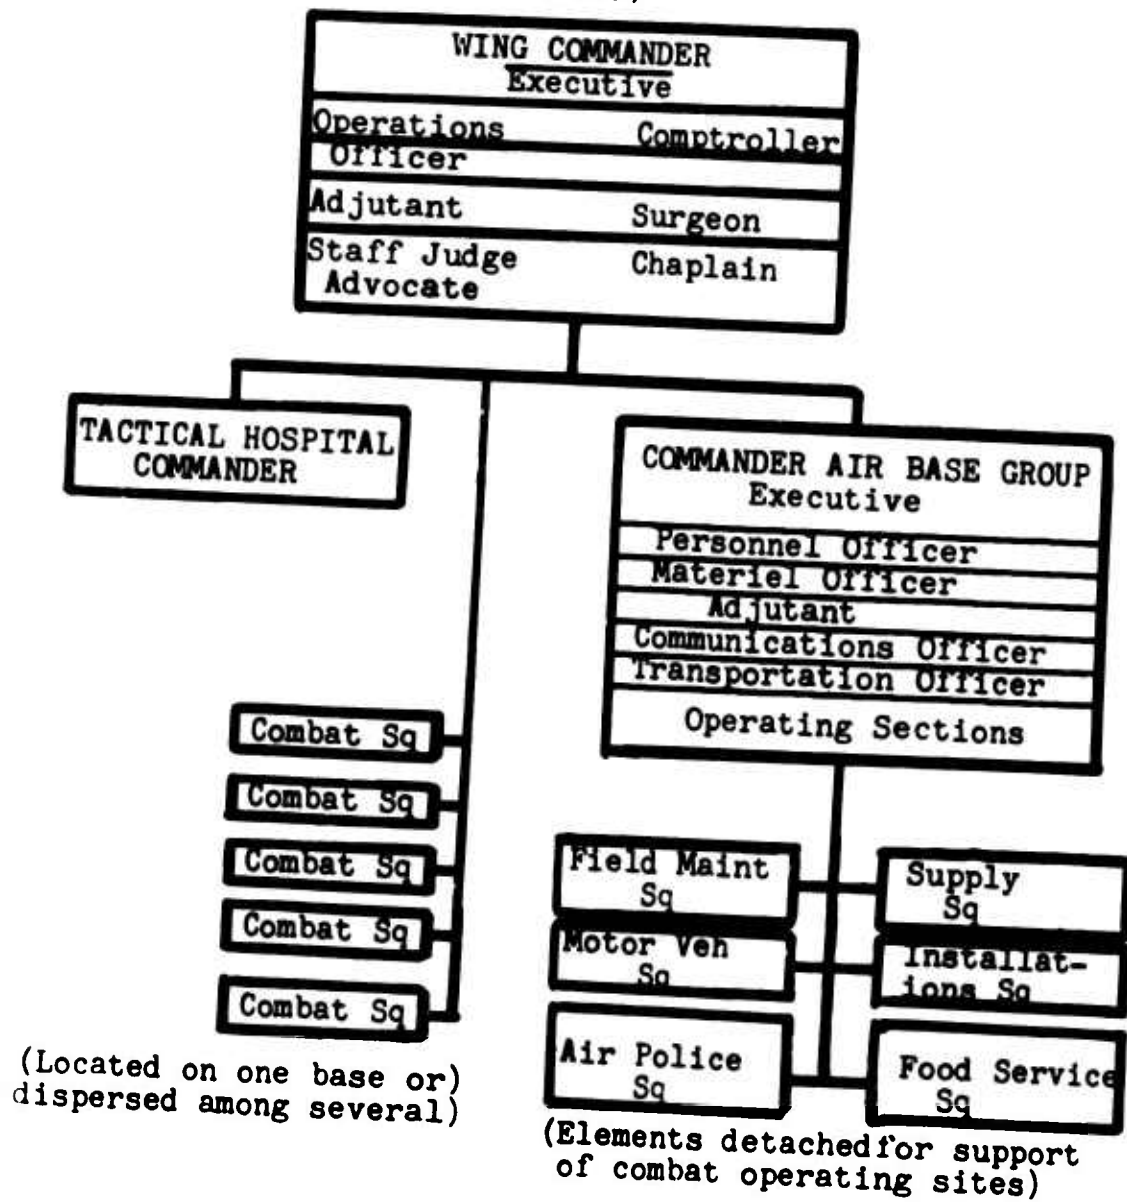 WING COMMANDER
Executive
Operations Comptroller
Officer
Adjutant Surgeon
Staff Judge Chaplain
Advocate
TACTICAL HOSPITAL
COMMANDER
COMMANDER AIR BASE GROUP
Executive
Personnel Officer
Materiel Officer
Adjutant
Communications Officer
Transportation Officer
Operating Sections
Combat Sq
Combat Sq
Combat Sq
Combat Sq
Combat Sq
(Located on one base or)
dispersed among several)
Field Maint
Sq
Supply
Sq
Motor Veh
Sq
Installat-
ions Sq
Air Police
Sq
Food Service
Sq
(Elements detached for support
of combat operating sites)